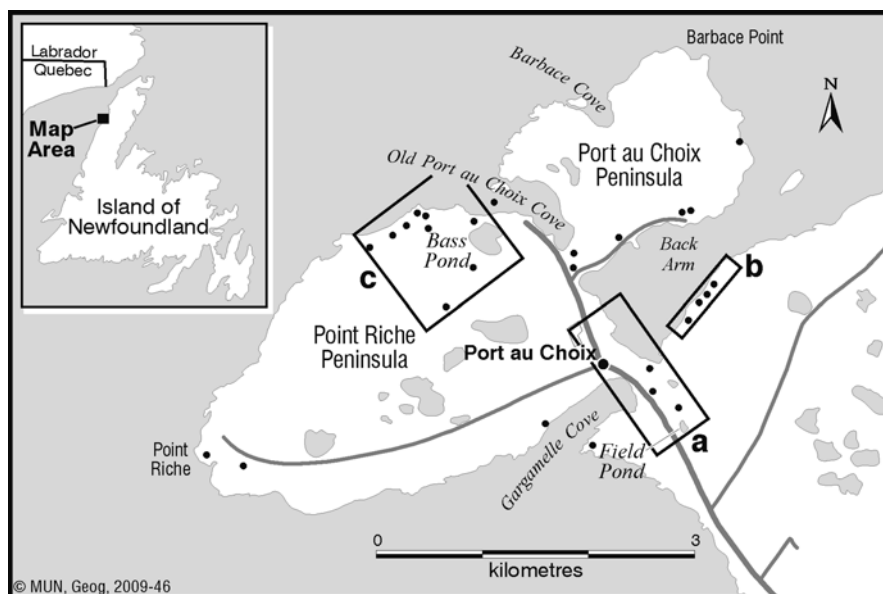 Labrador
Quebec
Map
Area
Island of
Newfoundland
Barbace Point
Barbace Cove
N
Port au Choix
Peninsula
Old Port au Choix Cove
Bass
Pond
Back
Arm
c
b
Point Riche
Peninsula
Port au Choix
Point
Riche
Gargamelle Cove
Field
Pond
a
0
3
kilometres
© MUN, Geog, 2009-46